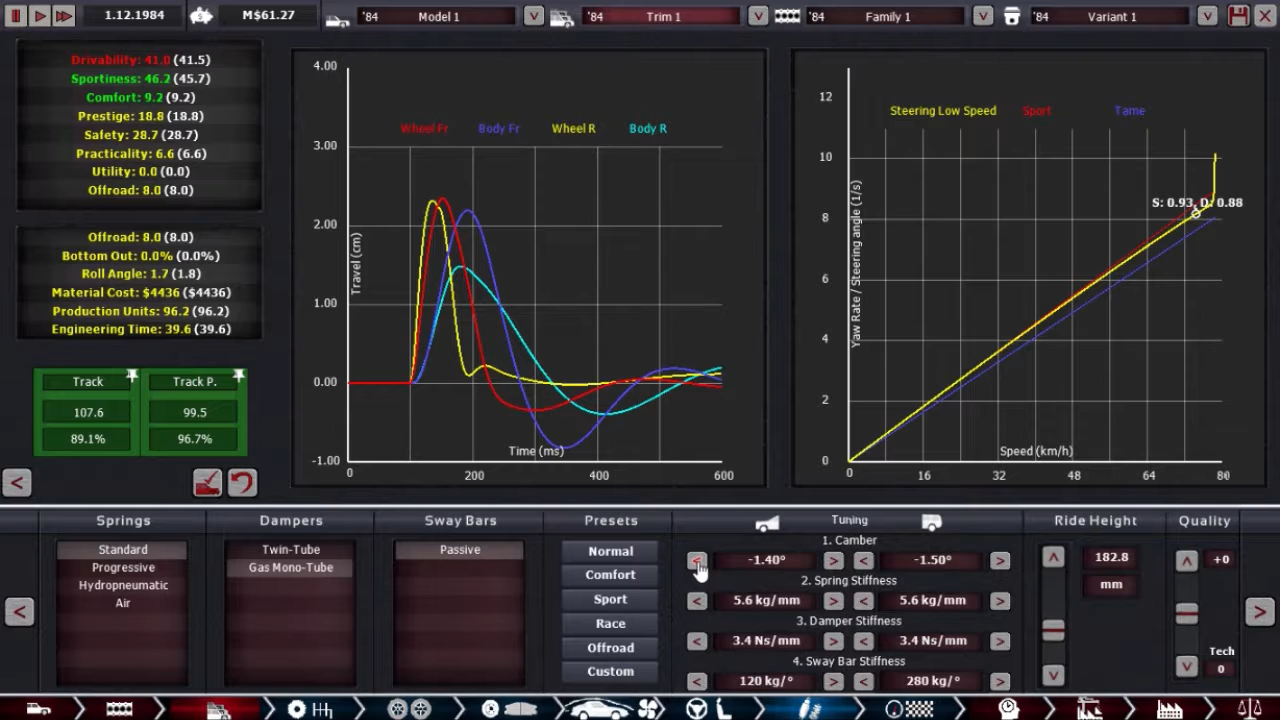 1.12.1984 M$61.27 '84 Model 1 '84 Trim 1 '84 Family 1 '84 Variant 1
Drivability: 41.0 (41.5)
Sportiness: 46.2 (45.7)
Comfort: 9.2 (9.2)
Prestige: 18.8 (18.8)
Safety: 28.7 (28.7)
Practicality: 6.6 (6.6)
Utility: 0.0 (0.0)
Offroad: 8.0 (8.0)
Offroad: 8.0 (8.0)
Bottom Out: 0.0% (0.0%)
Roll Angle: 1.7 (1.8)
Material Cost: $4436 ($4436)
Production Units: 96.2 (96.2)
Engineering Time: 39.6 (39.6)
Track Track P.
107.6 99.5
89.1% 96.7%
4.00
3.00
2.00
1.00
0.00
-1.00
Travel (cm)
Wheel Fr Body Fr Wheel R Body R
Time (ms)
0 200 400 600
12
10
8
6
4
2
0
Yaw Rate / Steering angle (1/s)
Steering Low Speed Sport Tame
S: 0.93, D: 0.88
Speed (km/h)
0 16 32 48 64 80
Springs
Standard
Progressive
Hydropneumatic
Air
Dampers
Twin-Tube
Gas Mono-Tube
Sway Bars
Passive
Presets
Normal
Comfort
Sport
Race
Offroad
Custom
Tuning
1. Camber
-1.40° -1.50°
2. Spring Stiffness
5.6 kg/mm 5.6 kg/mm
3. Damper Stiffness
3.4 Ns/mm 3.4 Ns/mm
4. Sway Bar Stiffness
120 kg/° 280 kg/°
Ride Height
182.8
mm
Quality
+0
Tech
0